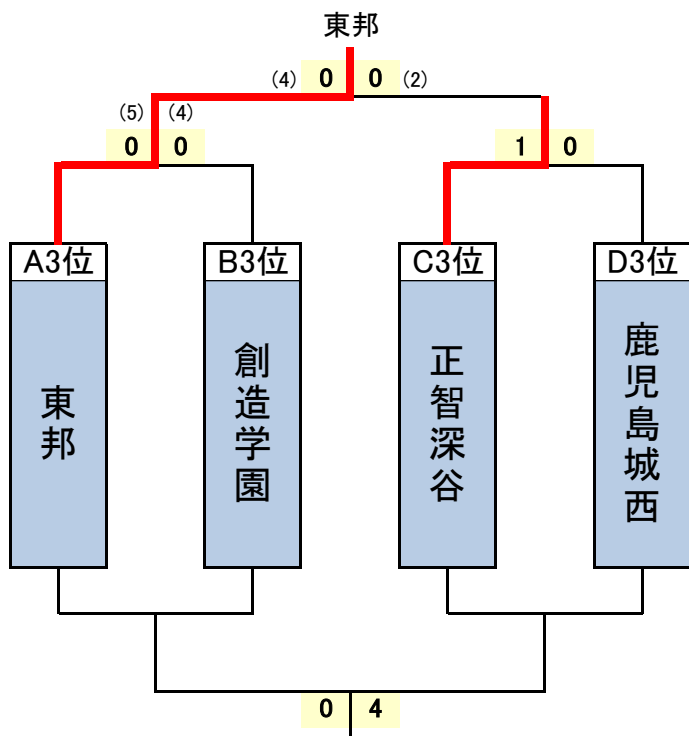 東邦
(4) 0 0 (2)
(5) (4)
0 0
1 0
A3位
B3位
C3位
D3位
東邦
創造学園
正智深谷
鹿児島城西
0 4